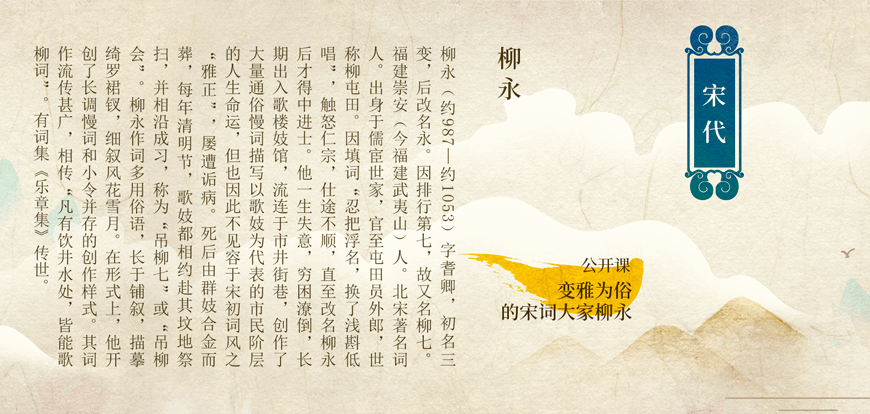 宋代
柳永
公开课
变雅为俗
的宋词大家柳永
柳永（约987—约1053）字耆卿，初名三
变，后改名永。因排行第七，故又名柳七。
福建崇安（今福建武夷山）人。北宋著名词
人。出身于儒宦世家，官至屯田员外郎，世
称柳屯田。因填词“忍把浮名，换了浅斟低
唱”，触怒仁宗，仕途不顺，直至改名柳永
后才得中进士。他一生失意，穷困潦倒，长
期出入歌楼妓馆，流连于市井街巷，创作了
大量通俗慢词描写以歌妓为代表的市民阶层
的人生命运，但也因此不见容于宋初词风之
“雅正”，屡遭诟病。死后由群妓合金而
葬，每年清明节，歌妓都相约赴其坟地祭
扫，并相沿成习，称为“吊柳七”或“吊柳
会”。柳永作词多用俗语，长于铺叙，描摹
绮罗裙钗，细叙风花雪月。在形式上，他开
创了长调慢词和小令并存的创作样式。其词
作流传甚广，相传“凡有饮井水处，皆能歌
柳词”。有词集《乐章集》传世。